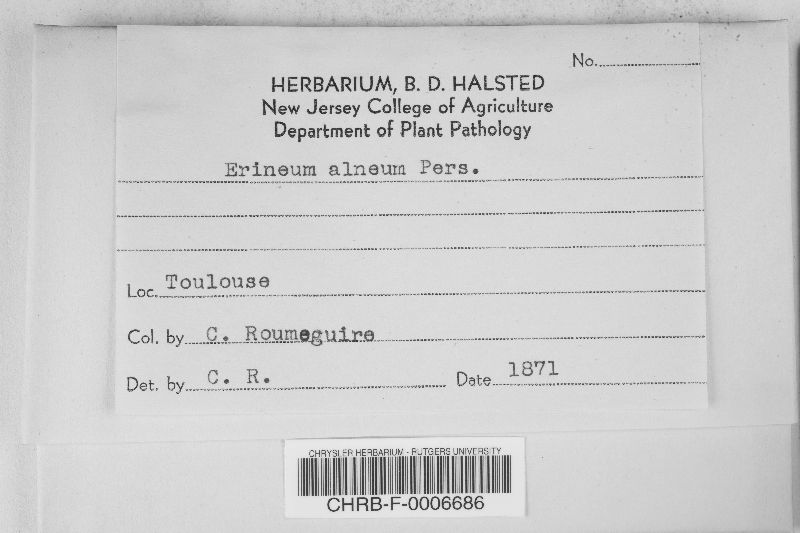 No.
HERBARIUM, B. D. HALSTED
New Jersey College of Agriculture
Department of Plant Pathology
Erineum alneum Pers.
Loc. Toulouse
Col. by C. Roumeguire
Det. by C. R. Date 1871
CHRYSLER HERBARIUM - RUTGERS UNIVERSITY
CHRB-F-0006686